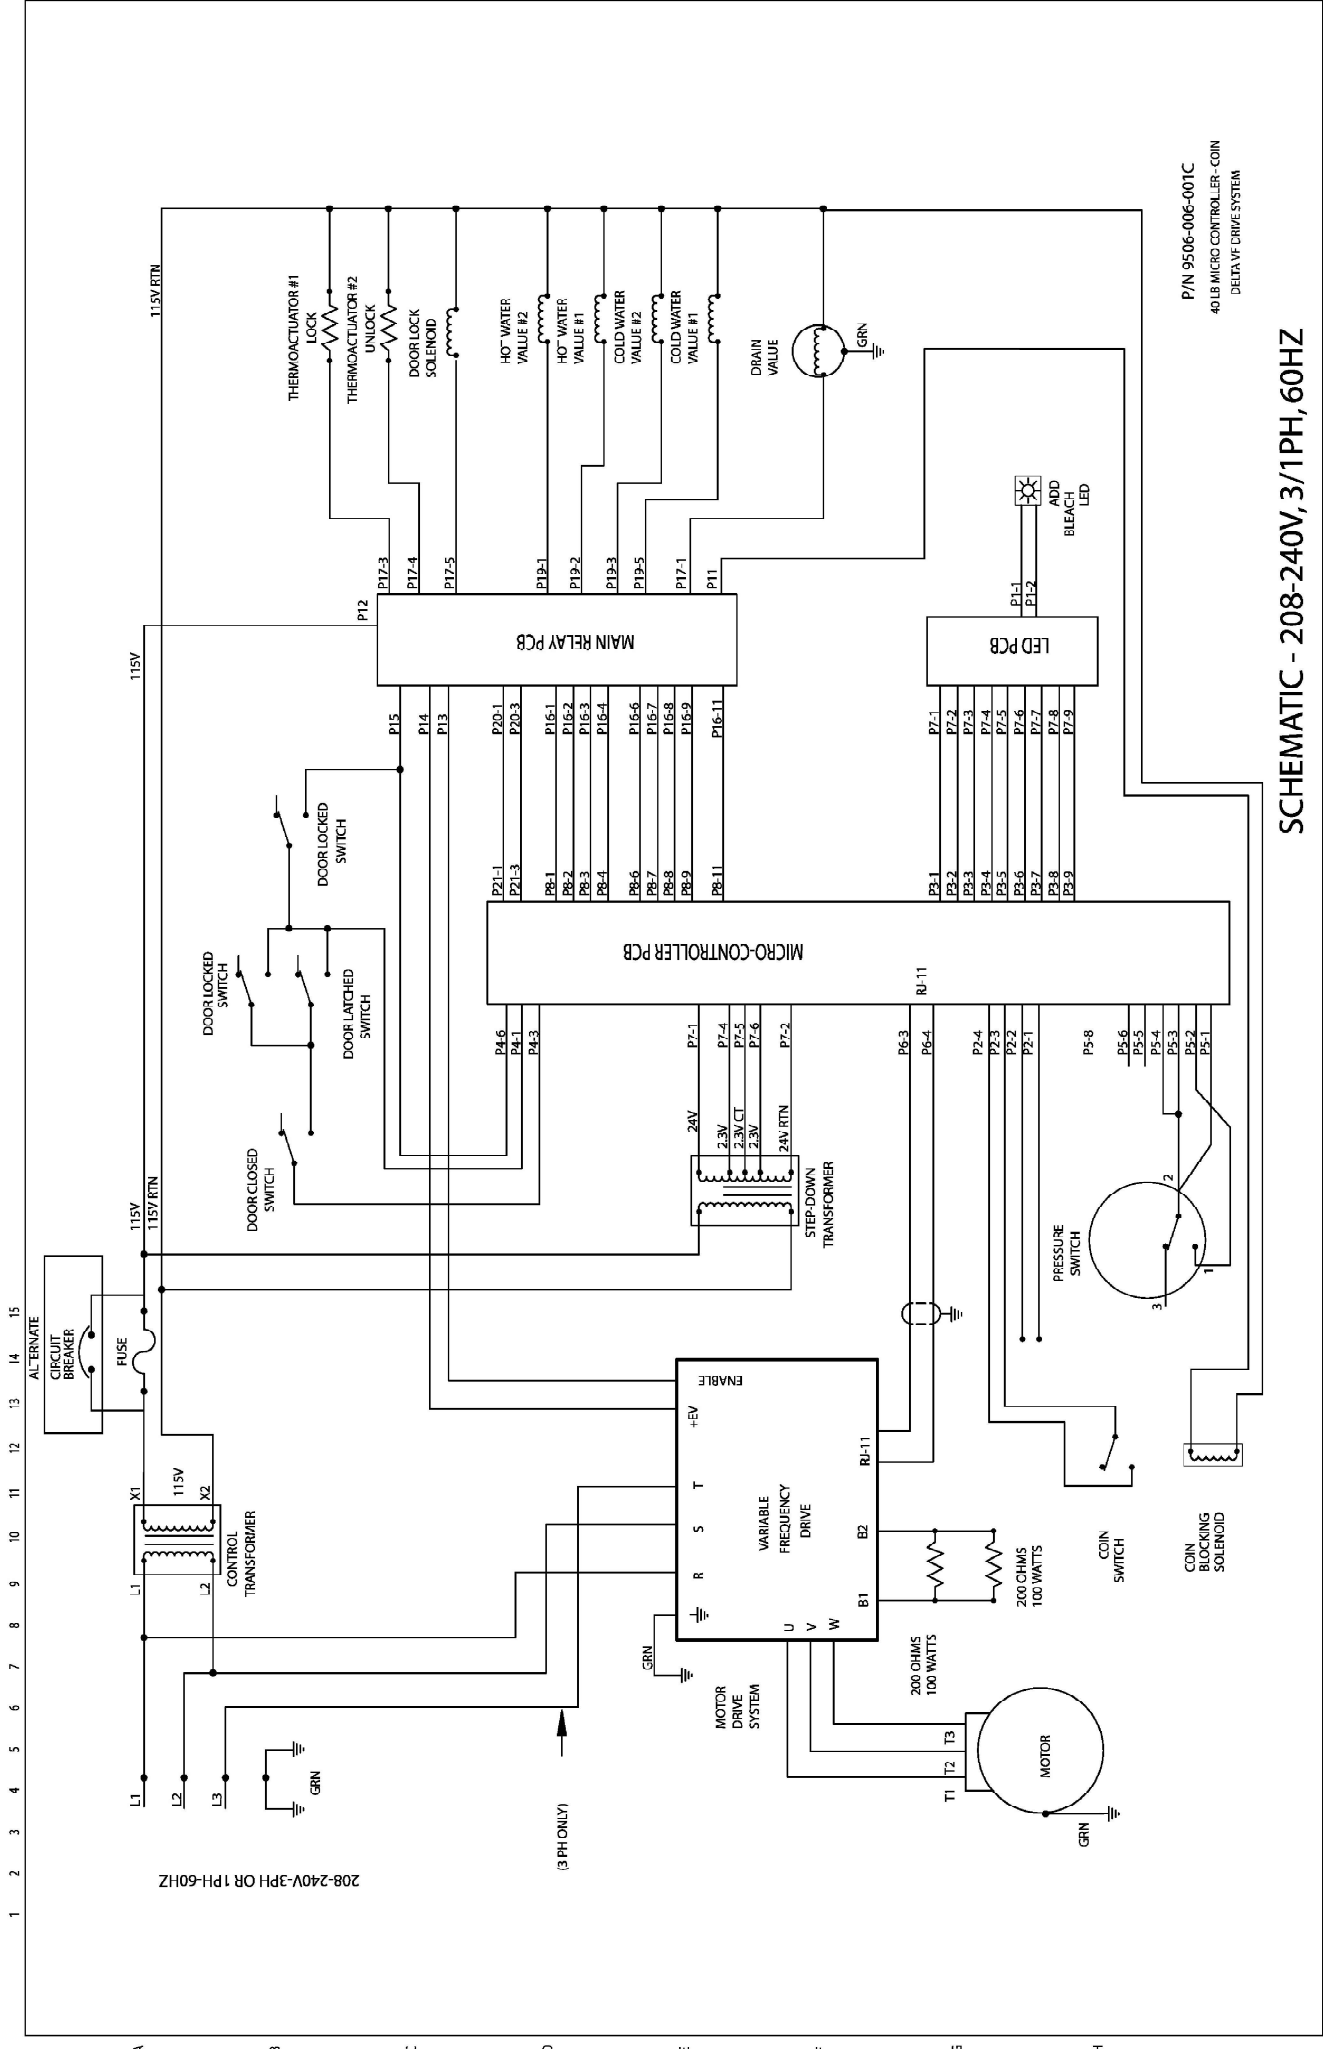 SCHEMATIC - 208-240V, 3/1PH, 60HZ
P/N 9506-006-001C
40 LB MICRO CONTROLLER - COIN
DELTA VF DRIVE SYSTEM
1
2
3
4
5
6
7
8
9
10
11
12
13
14
15
208-240V-3PH OR 1PH-60HZ
L1
L2
L3
GRN
(3 PH ONLY)
L1
L2
CONTROL
TRANSFORMER
X1
115V
X2
ALTERNATE
CIRCUIT
BREAKER
FUSE
115V
115V RTN
115V
115V RTN
DOOR CLOSED
SWITCH
DOOR LOCKED
SWITCH
DOOR LATCHED
SWITCH
DOOR LOCKED
SWITCH
THERMOACTUATOR #1
LOCK
THERMOACTUATOR #2
UNLOCK
DOOR LOCK
SOLENOID
HOT WATER
VALUE #2
HOT WATER
VALUE #1
COLD WATER
VALUE #2
COLD WATER
VALUE #1
DRAIN
VALUE
GRN
P12
P17-3
P17-4
P17-5
P19-1
P19-2
P19-3
P19-5
P17-1
P11
MAIN RELAY PCB
P15
P14
P13
P20-1
P20-3
P16-1
P16-2
P16-3
P16-4
P16-6
P16-7
P16-8
P16-9
P16-11
P21-1
P21-3
P8-1
P8-2
P8-3
P8-4
P8-6
P8-7
P8-8
P8-9
P8-11
ADD
BLEACH
LED
P1-1
P1-2
LED PCB
P7-1
P7-2
P7-3
P7-4
P7-5
P7-6
P7-7
P7-8
P7-9
P3-1
P3-2
P3-3
P3-4
P3-5
P3-6
P3-7
P3-8
P3-9
MICRO-CONTROLLER PCB
RJ-11
P4-6
P4-1
P4-3
P7-1
P7-4
P7-5
P7-6
P7-2
P6-3
P6-4
P2-4
P2-3
P2-2
P2-1
P5-8
P5-6
P5-5
P5-4
P5-3
P5-2
P5-1
24V
2.3V
2.3V CT
2.3V
24V RTN
STEP-DOWN
TRANSFORMER
PRESSURE
SWITCH
2
1
3
ENABLE
+EV
T
S
R
RJ-11
VARIABLE
FREQUENCY
DRIVE
B2
B1
U
V
W
GRN
MOTOR
DRIVE
SYSTEM
200 OHMS
100 WATTS
200 OHMS
100 WATTS
COIN
SWITCH
COIN
BLOCKING
SOLENOID
T1
T2
T3
MOTOR
GRN